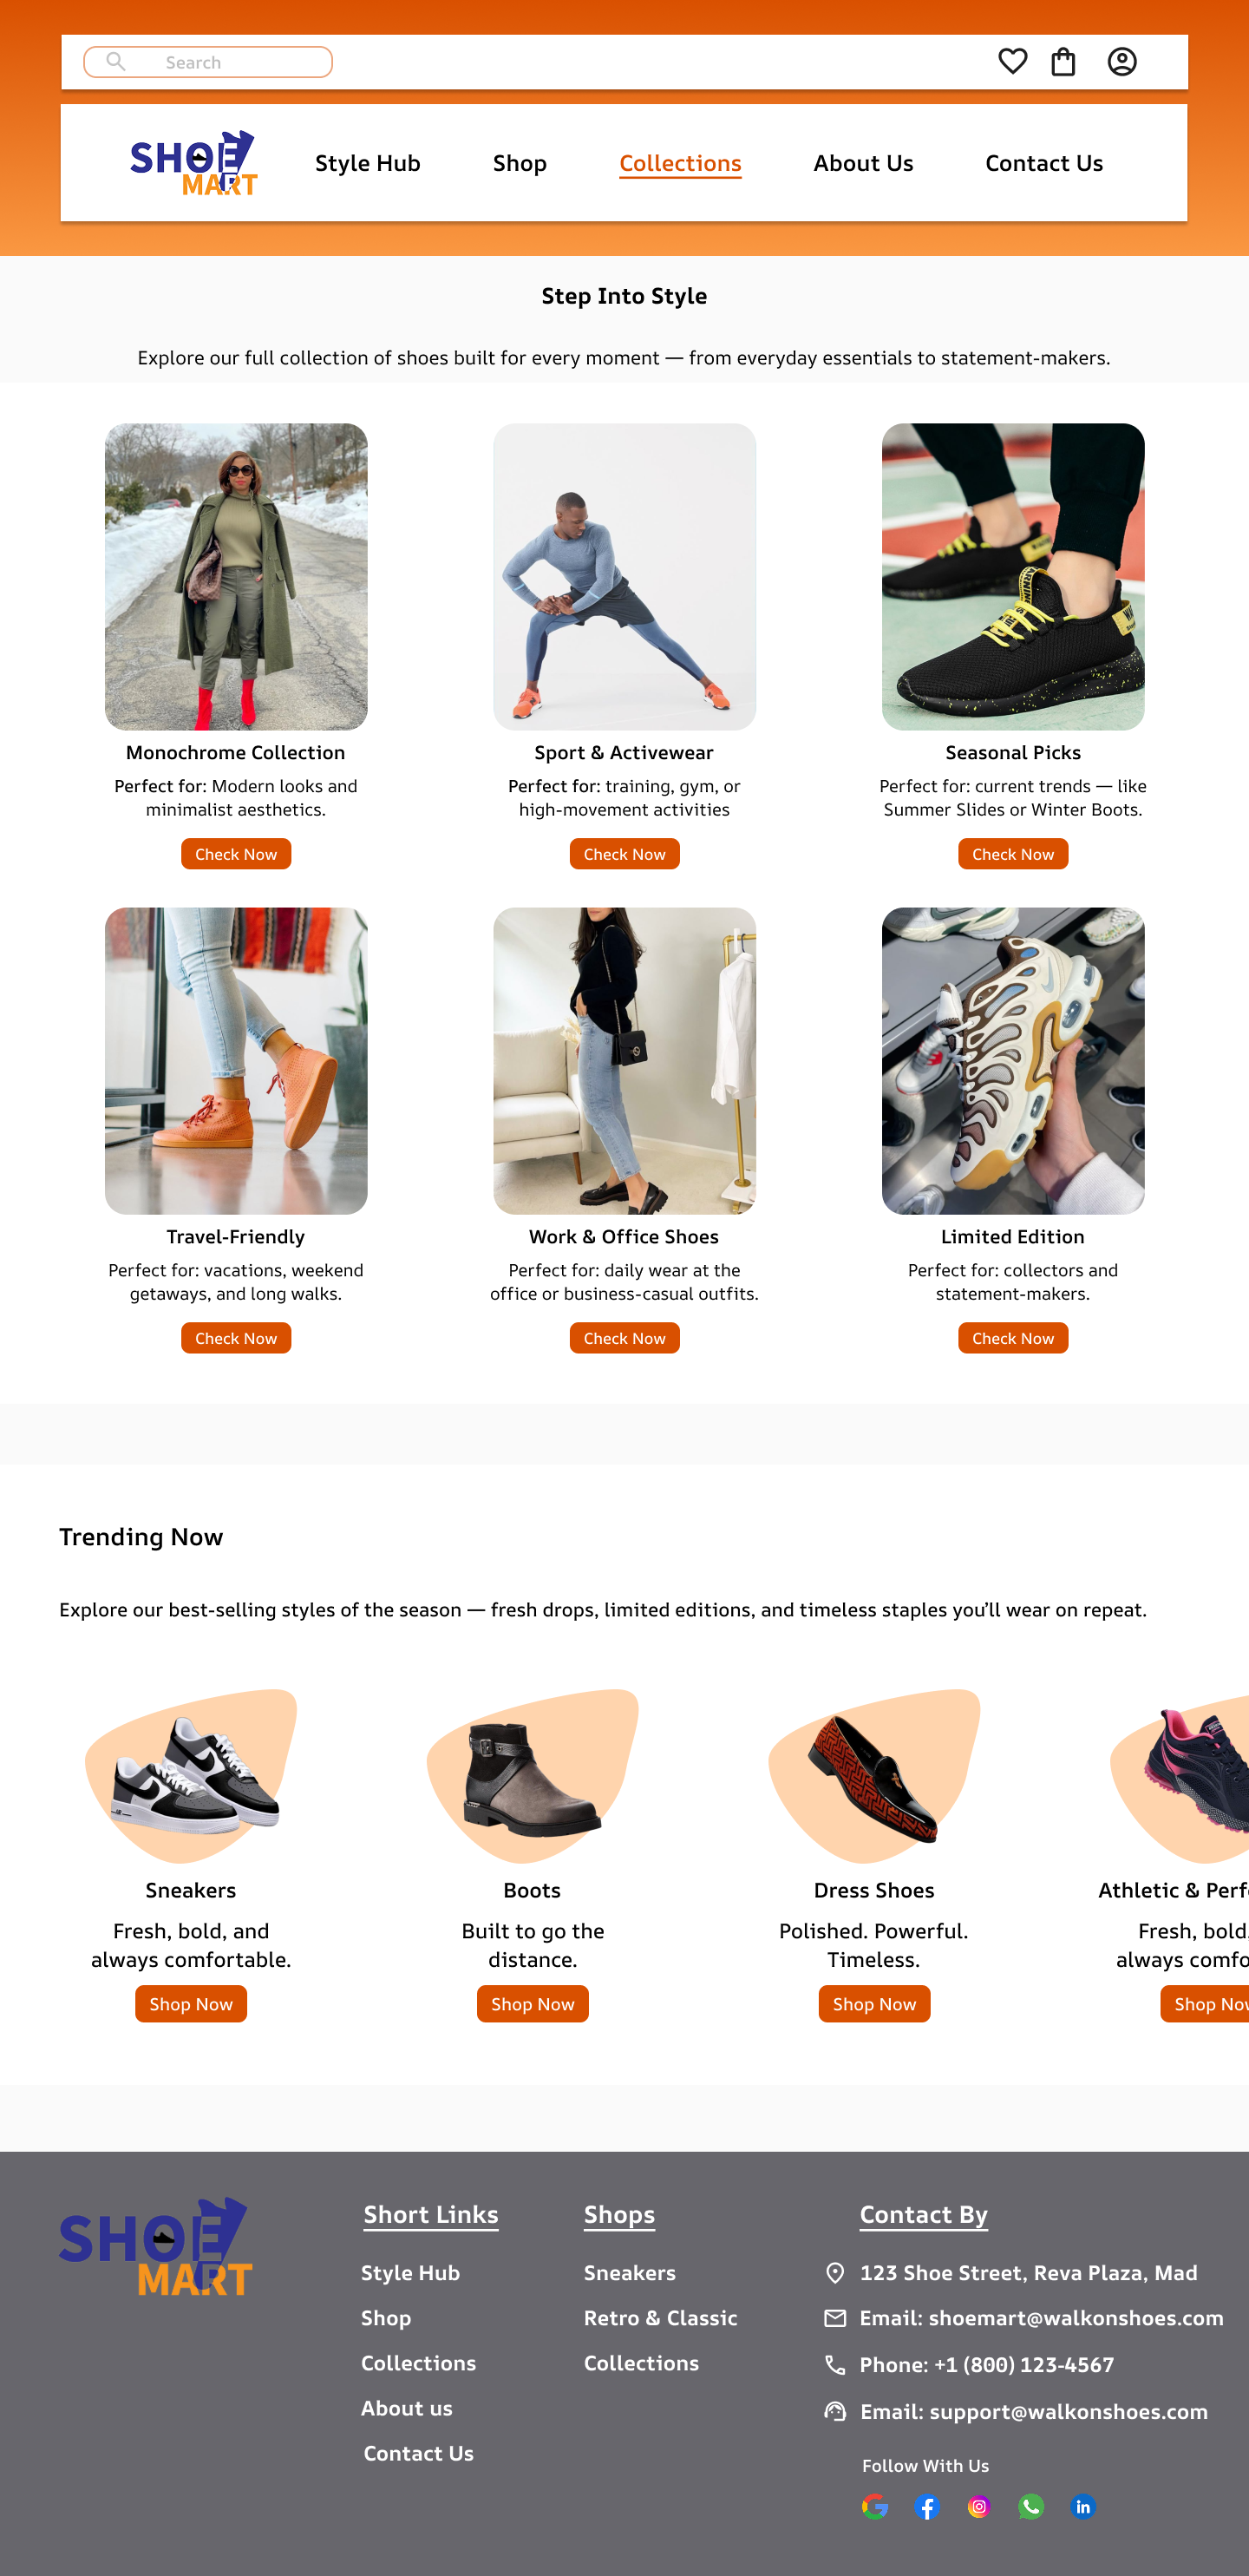 Search
SHOE
MART
Style Hub
Shop
Collections
About Us
Contact Us
Step Into Style
Explore our full collection of shoes built for every moment — from everyday essentials to statement-makers.
Monochrome Collection
Perfect for: Modern looks and
minimalist aesthetics.
Check Now
Sport & Activewear
Perfect for: training, gym, or
high-movement activities
Check Now
Seasonal Picks
Perfect for: current trends — like
Summer Slides or Winter Boots.
Check Now
Travel-Friendly
Perfect for: vacations, weekend
getaways, and long walks.
Check Now
Work & Office Shoes
Perfect for: daily wear at the
office or business-casual outfits.
Check Now
Limited Edition
Perfect for: collectors and
statement-makers.
Check Now
Trending Now
Explore our best-selling styles of the season — fresh drops, limited editions, and timeless staples you’ll wear on repeat.
Sneakers
Fresh, bold, and
always comfortable.
Shop Now
Boots
Built to go the
distance.
Shop Now
Dress Shoes
Polished. Powerful.
Timeless.
Shop Now
Athletic & Perf
Fresh, bold,
always comfo
Shop Now
SHOE
MART
Short Links
Style Hub
Shop
Collections
About us
Contact Us
Shops
Sneakers
Retro & Classic
Collections
Contact By
123 Shoe Street, Reva Plaza, Mad
Email: shoemart@walkonshoes.com
Phone: +1 (800) 123-4567
Email: support@walkonshoes.com
Follow With Us